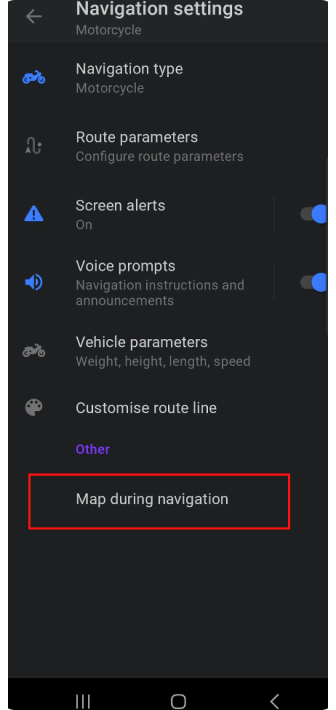 Navigation settings
Motorcycle
Navigation type
Motorcycle
Route parameters
Configure route parameters
Screen alerts
On
Voice prompts
Navigation instructions and
announcements
Vehicle parameters
Weight, height, length, speed
Customise route line
Other
Map during navigation